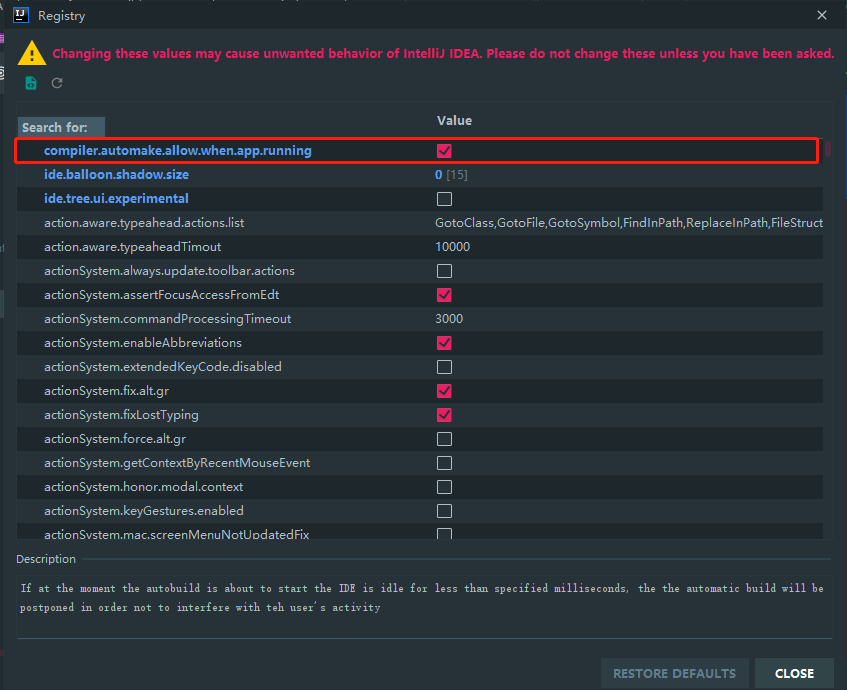 IJ Registry
Changing these values may cause unwanted behavior of IntelliJ IDEA. Please do not change these unless you have been asked.
Search for: Value
compiler.automake.allow.when.app.running
ide.balloon.shadow.size 0 [15]
ide.tree.ui.experimental
action.aware.typeahead.actions.list GotoClass,GotoFile,GotoSymbol,FindInPath,ReplaceInPath,FileStruct
action.aware.typeaheadTimout 10000
actionSystem.always.update.toolbar.actions
actionSystem.assertFocusAccessFromEdt
actionSystem.commandProcessingTimeout 3000
actionSystem.enableAbbreviations
actionSystem.extendedKeyCode.disabled
actionSystem.fix.alt.gr
actionSystem.fixLostTyping
actionSystem.force.alt.gr
actionSystem.getContextByRecentMouseEvent
actionSystem.honor.modal.context
actionSystem.keyGestures.enabled
actionSystem.mac.screenMenuNotUpdatedFix
Description
If at the moment the autobuild is about to start the IDE is idle for less than specified milliseconds, the the automatic build will be
postponed in order not to interfere with teh user's activity
RESTORE DEFAULTS CLOSE